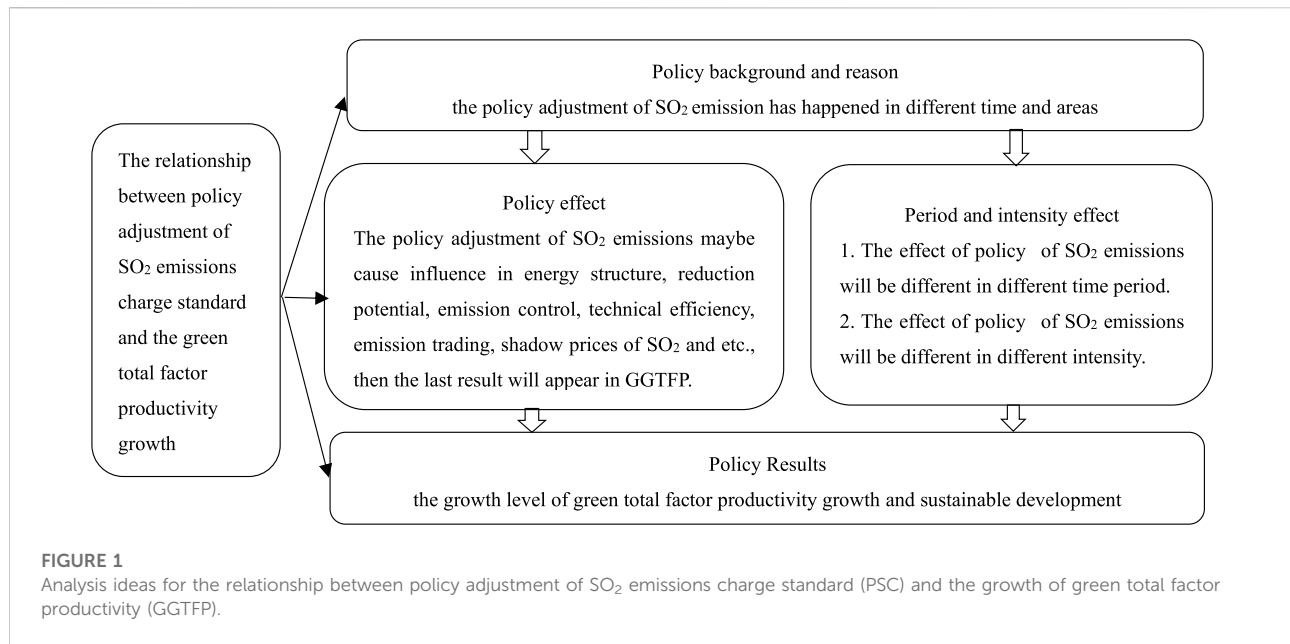 The relationship
between policy
adjustment of
SO₂ emissions
charge standard
and the green
total factor
productivity
growth
Policy background and reason
the policy adjustment of SO₂ emission has happened in different time and areas
Policy effect
The policy adjustment of SO₂ emissions maybe
cause influence in energy structure, reduction
potential, emission control, technical efficiency,
emission trading, shadow prices of SO₂ and etc.,
then the last result will appear in GGTFP.
Period and intensity effect
1. The effect of policy of SO₂ emissions
will be different in different time period.
2. The effect of policy of SO₂ emissions
will be different in different intensity.
Policy Results
the growth level of green total factor productivity growth and sustainable development
FIGURE 1
Analysis ideas for the relationship between policy adjustment of SO₂ emissions charge standard (PSC) and the growth of green total factor
productivity (GGTFP).